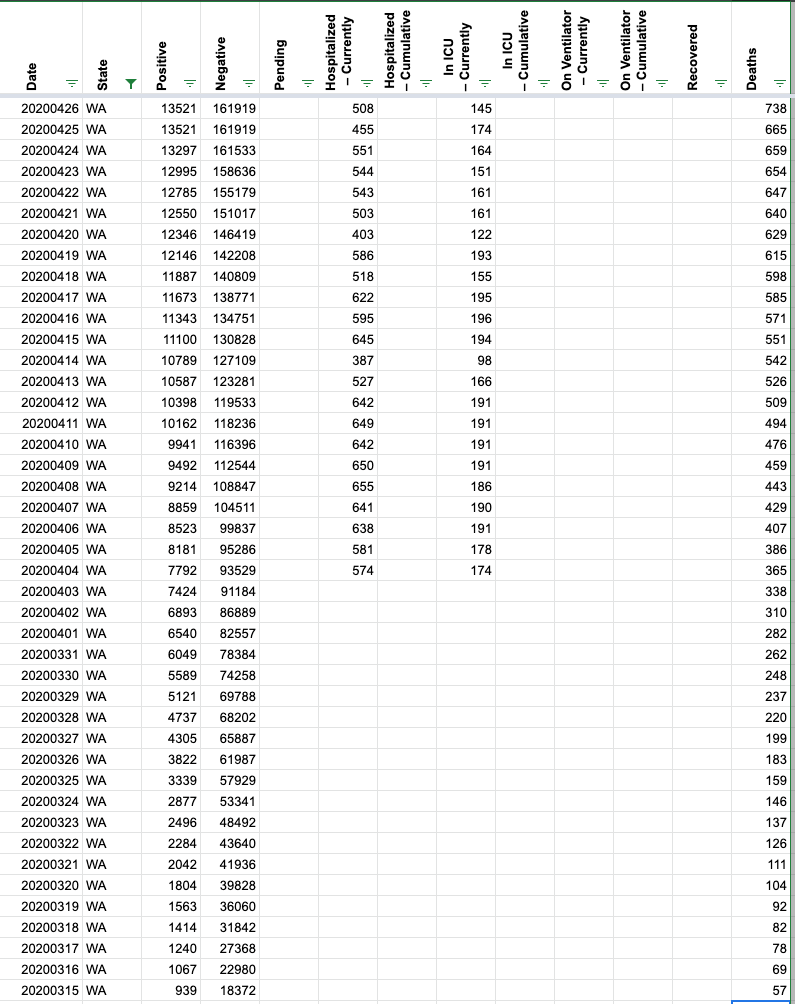 Date State Positive Negative Pending Hospitalized – Currently Hospitalized – Cumulative In ICU – Currently In ICU – Cumulative On Ventilator – Currently On Ventilator – Cumulative Recovered Deaths
20200426 WA 13521 161919 508 145 738
20200425 WA 13521 161919 455 174 665
20200424 WA 13297 161533 551 164 659
20200423 WA 12995 158636 544 151 654
20200422 WA 12785 155179 543 161 647
20200421 WA 12550 151017 503 161 640
20200420 WA 12346 146419 403 122 629
20200419 WA 12146 142208 586 193 615
20200418 WA 11887 140809 518 155 598
20200417 WA 11673 138771 622 195 585
20200416 WA 11343 134751 595 196 571
20200415 WA 11100 130828 645 194 551
20200414 WA 10789 127109 387 98 542
20200413 WA 10587 123281 527 166 526
20200412 WA 10398 119533 642 191 509
20200411 WA 10162 118236 649 191 494
20200410 WA 9941 116396 642 191 476
20200409 WA 9492 112544 650 191 459
20200408 WA 9214 108847 655 186 443
20200407 WA 8859 104511 641 190 429
20200406 WA 8523 99837 638 191 407
20200405 WA 8181 95286 581 178 386
20200404 WA 7792 93529 574 174 365
20200403 WA 7424 91184 338
20200402 WA 6893 86889 310
20200401 WA 6540 82557 282
20200331 WA 6049 78384 262
20200330 WA 5589 74258 248
20200329 WA 5121 69788 237
20200328 WA 4737 68202 220
20200327 WA 4305 65887 199
20200326 WA 3822 61987 183
20200325 WA 3339 57929 159
20200324 WA 2877 53341 146
20200323 WA 2496 48492 137
20200322 WA 2284 43640 126
20200321 WA 2042 41936 111
20200320 WA 1804 39828 104
20200319 WA 1563 36060 92
20200318 WA 1414 31842 82
20200317 WA 1240 27368 78
20200316 WA 1067 22980 69
20200315 WA 939 18372 57